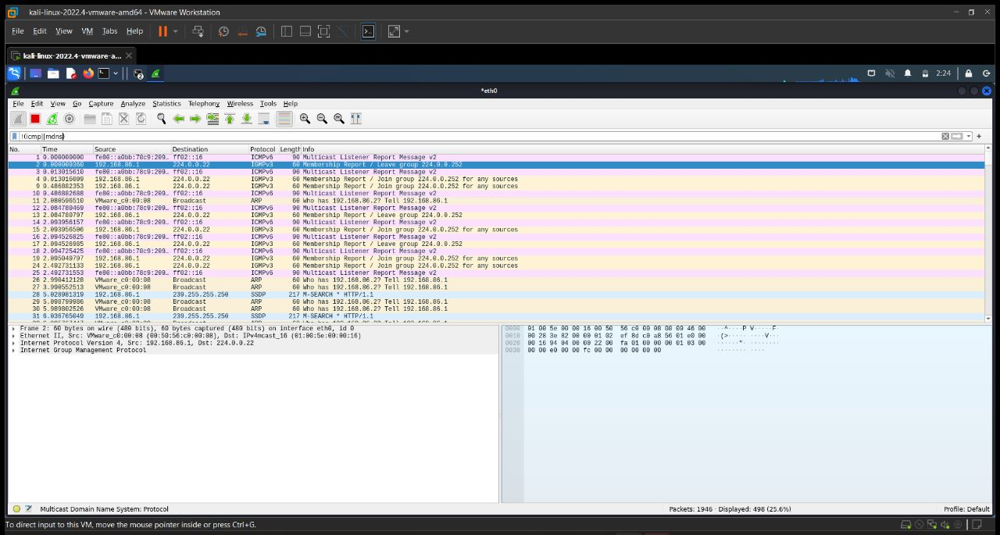 kali-linux-2022.4-vmware-amd64 - VMware Workstation
File Edit View VM Tabs Help
kali-linux-2022.4-vmware-a...
2:24
*eth0
File Edit View Go Capture Analyze Statistics Telephony Wireless Tools Help
!(icmp||mdns)
No. Time Source Destination Protocol Length Info
1 0.000000000 fe80::a0bb:78c9:209… ff02::16 ICMPv6 90 Multicast Listener Report Message v2
2 0.000000360 192.168.86.1 224.0.0.22 IGMPv3 60 Membership Report / Leave group 224.0.0.252
3 0.013015610 fe80::a0bb:78c9:209… ff02::16 ICMPv6 90 Multicast Listener Report Message v2
4 0.013016009 192.168.86.1 224.0.0.22 IGMPv3 60 Membership Report / Join group 224.0.0.252 for any sources
9 0.486882353 192.168.86.1 224.0.0.22 IGMPv3 60 Membership Report / Join group 224.0.0.252 for any sources
10 0.486882688 fe80::a0bb:78c9:209… ff02::16 ICMPv6 90 Multicast Listener Report Message v2
11 2.080596510 VMware_c0:00:08 Broadcast ARP 60 Who has 192.168.86.2? Tell 192.168.86.1
12 2.084780469 fe80::a0bb:78c9:209… ff02::16 ICMPv6 90 Multicast Listener Report Message v2
13 2.084780797 192.168.86.1 224.0.0.22 IGMPv3 60 Membership Report / Leave group 224.0.0.252
14 2.093956157 fe80::a0bb:78c9:209… ff02::16 ICMPv6 90 Multicast Listener Report Message v2
15 2.093956506 192.168.86.1 224.0.0.22 IGMPv3 60 Membership Report / Join group 224.0.0.252 for any sources
16 2.094526825 fe80::a0bb:78c9:209… ff02::16 ICMPv6 90 Multicast Listener Report Message v2
17 2.094526985 192.168.86.1 224.0.0.22 IGMPv3 60 Membership Report / Leave group 224.0.0.252
18 2.094725425 fe80::a0bb:78c9:209… ff02::16 ICMPv6 90 Multicast Listener Report Message v2
19 2.095040797 192.168.86.1 224.0.0.22 IGMPv3 60 Membership Report / Join group 224.0.0.252 for any sources
24 2.492731133 192.168.86.1 224.0.0.22 IGMPv3 60 Membership Report / Join group 224.0.0.252 for any sources
25 2.492731553 fe80::a0bb:78c9:209… ff02::16 ICMPv6 90 Multicast Listener Report Message v2
26 2.990412128 VMware_c0:00:08 Broadcast ARP 60 Who has 192.168.86.2? Tell 192.168.86.1
27 3.990552513 VMware_c0:00:08 Broadcast ARP 60 Who has 192.168.86.2? Tell 192.168.86.1
28 5.028981319 192.168.86.1 239.255.255.250 SSDP 217 M-SEARCH * HTTP/1.1
29 5.098799986 VMware_c0:00:08 Broadcast ARP 60 Who has 192.168.86.2? Tell 192.168.86.1
30 5.989802526 VMware_c0:00:08 Broadcast ARP 60 Who has 192.168.86.2? Tell 192.168.86.1
31 6.036765049 192.168.86.1 239.255.255.250 SSDP 217 M-SEARCH * HTTP/1.1
Frame 2: 60 bytes on wire (480 bits), 60 bytes captured (480 bits) on interface eth0, id 0
Ethernet II, Src: VMware_c0:00:08 (00:50:56:c0:00:08), Dst: IPv4mcast_16 (01:00:5e:00:00:16)
Internet Protocol Version 4, Src: 192.168.86.1, Dst: 224.0.0.22
Internet Group Management Protocol
0000 01 00 5e 00 00 16 00 50 56 c0 00 08 08 00 46 00 ··^····P V·····F·
0010 00 28 3e 82 00 00 01 02 ef 8d c0 a8 56 01 e0 00 ·(>····· ····V···
0020 00 16 94 04 00 00 22 00 fa 01 00 00 00 01 03 00 ······"· ········
0030 00 00 e0 00 00 fc 00 00 00 00 00 00 ········ ····
Multicast Domain Name System: Protocol
Packets: 1946 · Displayed: 498 (25.6%)
Profile: Default
To direct input to this VM, move the mouse pointer inside or press Ctrl+G.